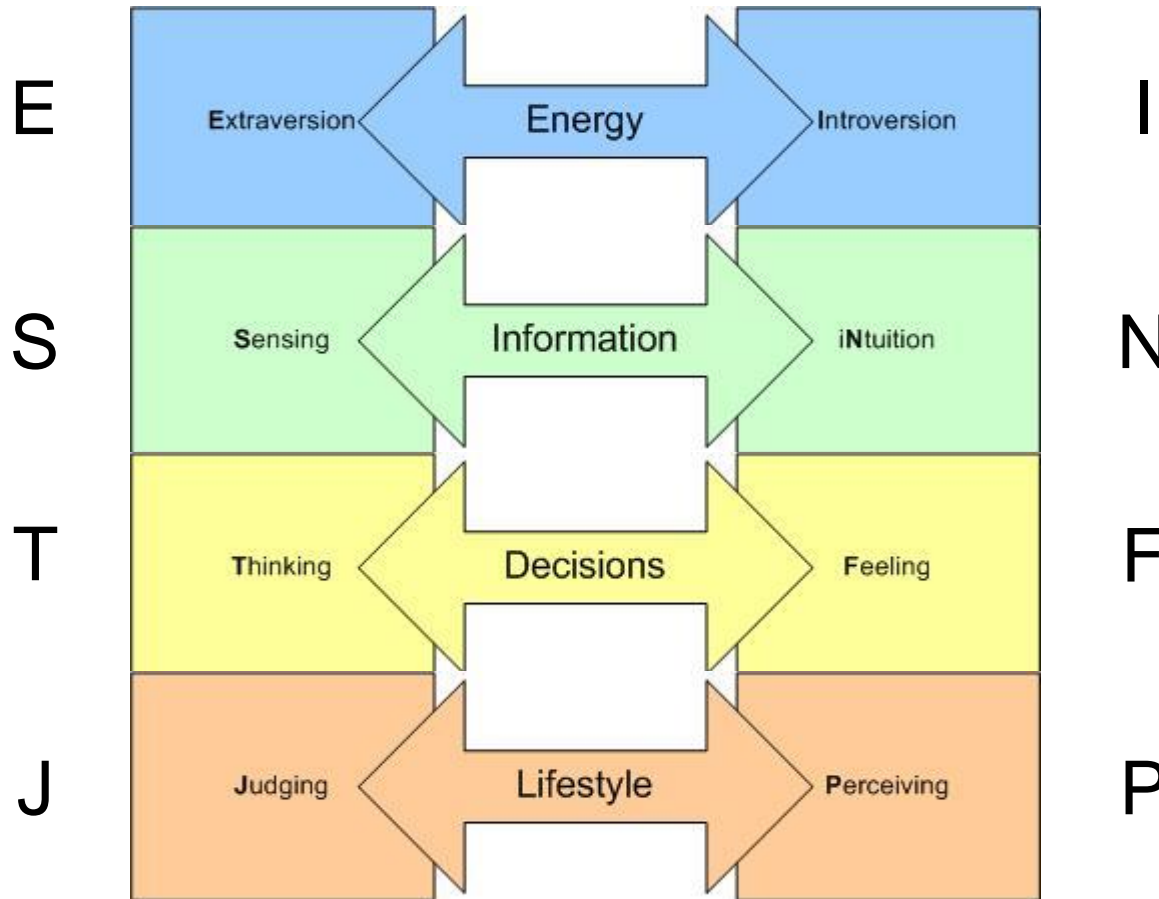 E
Extraversion
Energy
Introversion
I
S
Sensing
Information
iNtuition
N
T
Thinking
Decisions
Feeling
F
J
Judging
Lifestyle
Perceiving
P